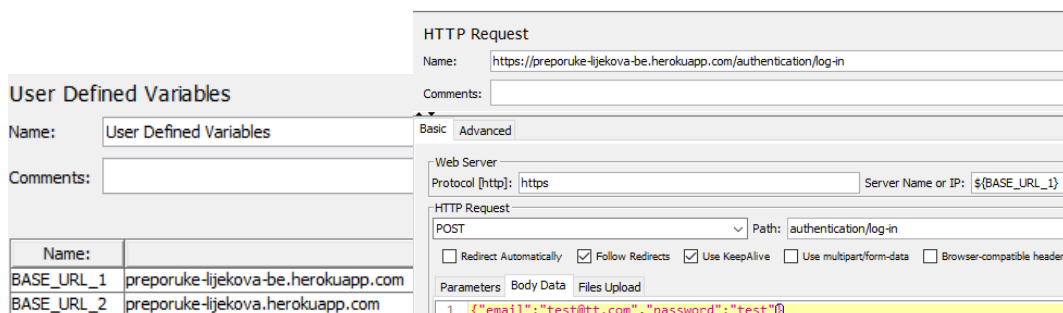 User Defined Variables
Name: User Defined Variables
Comments:
Name:
BASE_URL_1 preporuke-lijekova-be.herokuapp.com
BASE_URL_2 preporuke-lijekova.herokuapp.com
HTTP Request
Name: https://preporuke-lijekova-be.herokuapp.com/authentication/log-in
Comments:
Basic Advanced
Web Server
Protocol [http]: https Server Name or IP: ${BASE_URL_1}
HTTP Request
POST Path: authentication/log-in
Redirect Automatically Follow Redirects Use KeepAlive Use multipart/form-data Browser-compatible header
Parameters Body Data Files Upload
1 {"email":"test@tt.com","password":"test"}